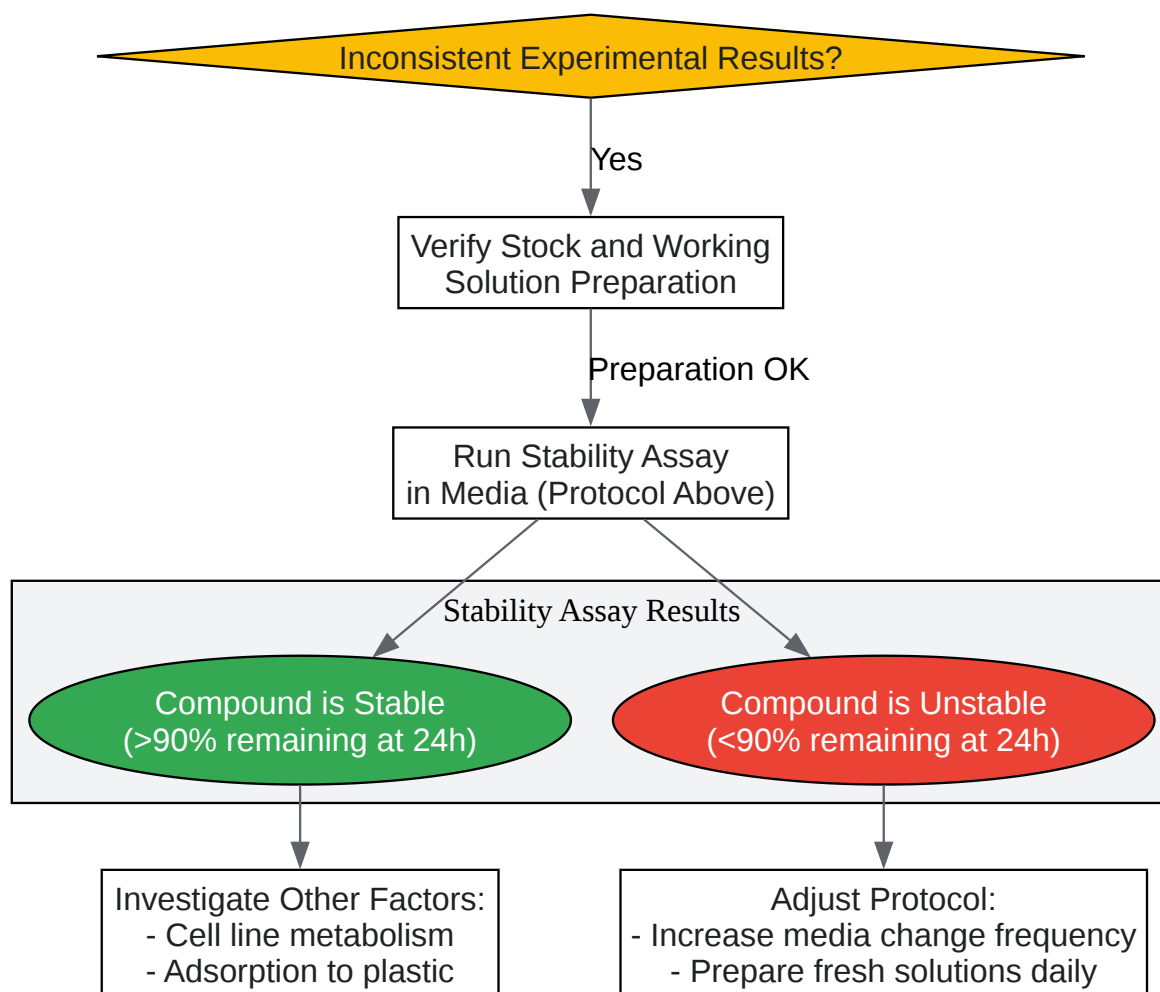 Inconsistent Experimental Results?
Yes
Verify Stock and Working
Solution Preparation
Preparation OK
Run Stability Assay
in Media (Protocol Above)
Stability Assay Results
Compound is Stable
(>90% remaining at 24h)
Compound is Unstable
(<90% remaining at 24h)
Investigate Other Factors:
- Cell line metabolism
- Adsorption to plastic
Adjust Protocol:
- Increase media change frequency
- Prepare fresh solutions daily